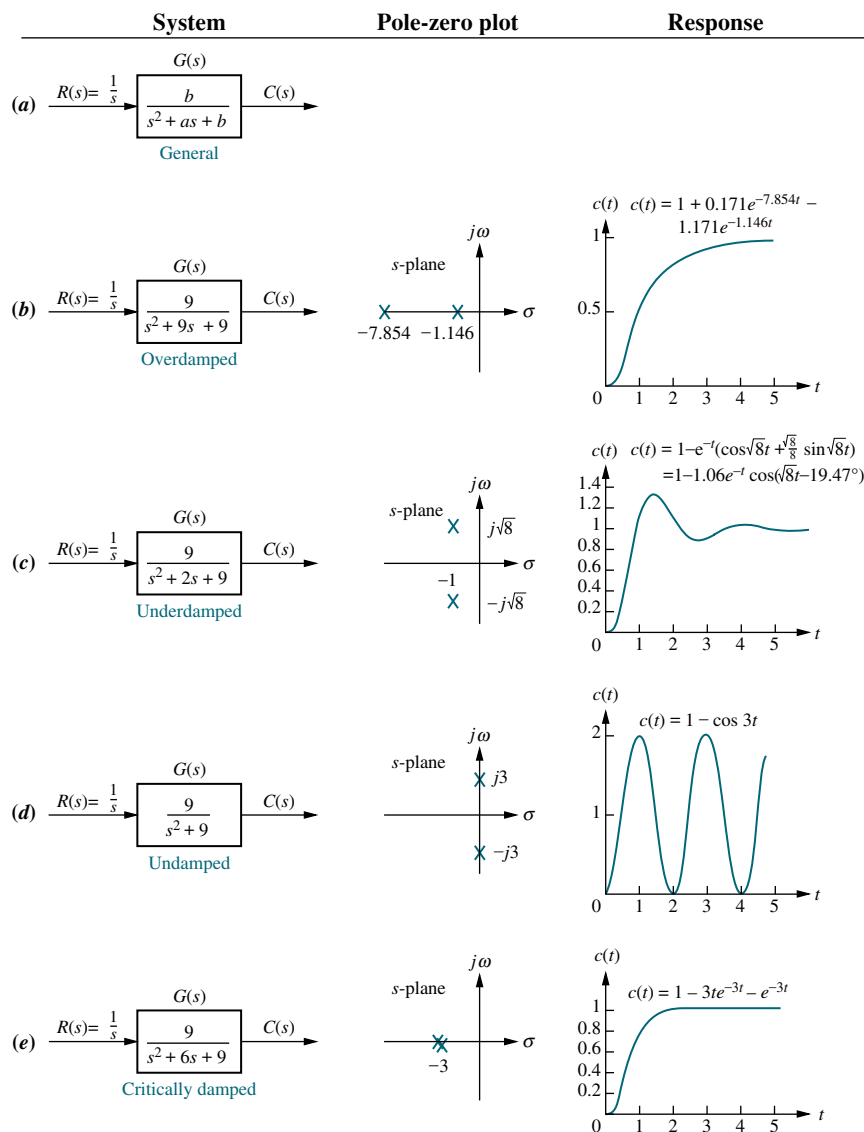 System Pole-zero plot Response
G(s)
(a) R(s)= 1/s b/(s² + as + b) C(s)
General
G(s)
(b) R(s)= 1/s 9/(s² + 9s + 9) C(s)
Overdamped
jω
s-plane
σ
−7.854 −1.146
c(t) c(t) = 1 + 0.171e^−7.854t −
1.171e^−1.146t
1
0.5
0 1 2 3 4 5 t
G(s)
(c) R(s)= 1/s 9/(s² + 2s + 9) C(s)
Underdamped
jω
s-plane
j√8
σ
−1
−j√8
c(t) c(t) = 1−e^−t(cos√8t + √8/8 sin√8t)
=1−1.06e^−t cos(√8t−19.47°)
1.4
1.2
1
0.8
0.6
0.4
0.2
0 1 2 3 4 5 t
G(s)
(d) R(s)= 1/s 9/(s² + 9) C(s)
Undamped
jω
s-plane
j3
σ
−j3
c(t)
c(t) = 1 − cos 3t
2
1
0 1 2 3 4 5 t
G(s)
(e) R(s)= 1/s 9/(s² + 6s + 9) C(s)
Critically damped
jω
s-plane
σ
−3
c(t)
c(t) = 1 − 3te^−3t − e^−3t
1
0.8
0.6
0.4
0.2
0 1 2 3 4 5 t